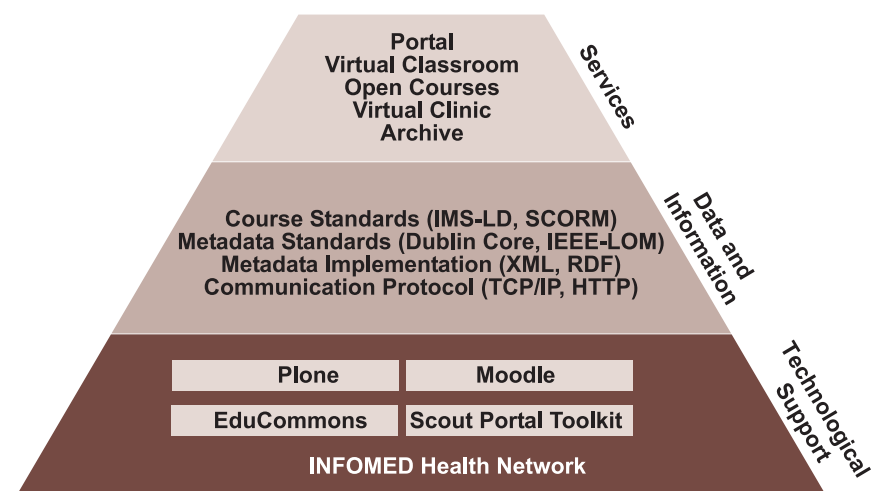 Portal
Virtual Classroom
Open Courses
Virtual Clinic
Archive
Services
Course Standards (IMS-LD, SCORM)
Metadata Standards (Dublin Core, IEEE-LOM)
Metadata Implementation (XML, RDF)
Communication Protocol (TCP/IP, HTTP)
Data and
Information
Plone
Moodle
EduCommons
Scout Portal Toolkit
INFOMED Health Network
Technological
Support